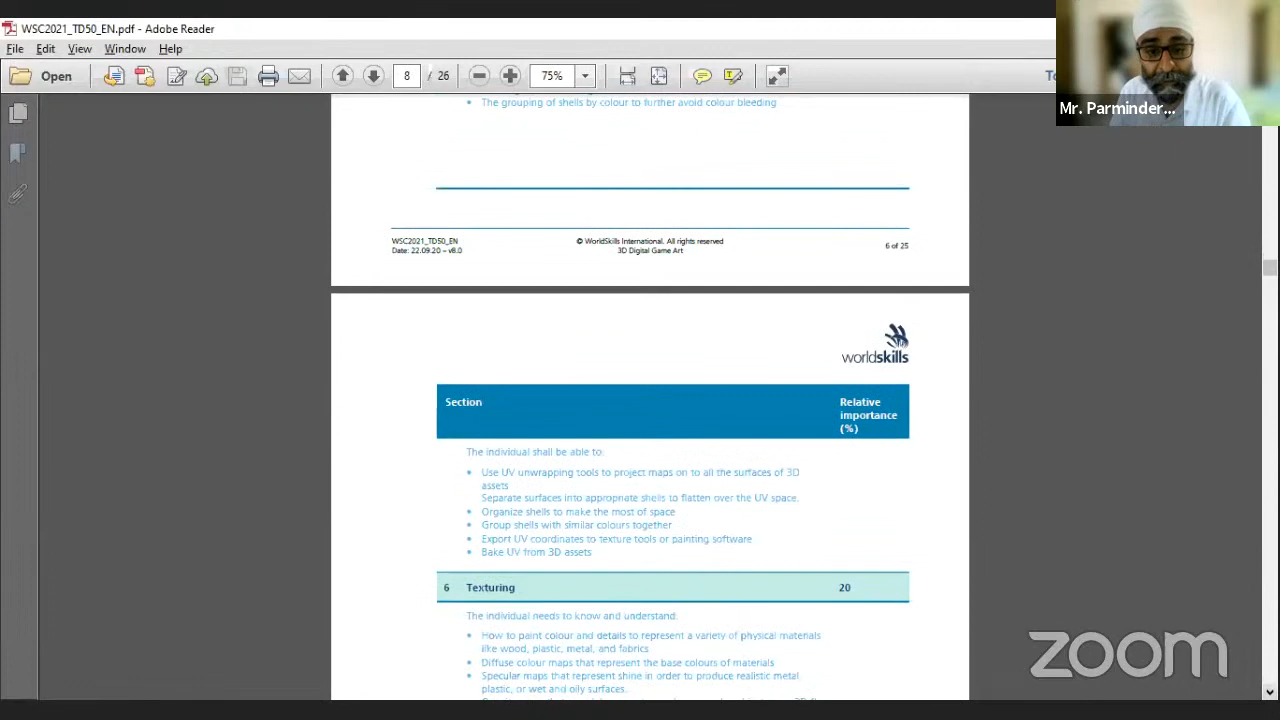 WSC2021_TD50_EN.pdf - Adobe Reader
File Edit View Window Help
Open 8 / 26 75%
Mr. Parminder...
The grouping of shells by colour to further avoid colour bleeding
WSC2021_TD50_EN
Date: 22.09.20 – v8.0
© WorldSkills International. All rights reserved
3D Digital Game Art
6 of 25
worldskills
Section
Relative
importance
(%)
The individual shall be able to:
• Use UV unwrapping tools to project maps on to all the surfaces of 3D
assets
Separate surfaces into appropriate shells to flatten over the UV space.
• Organize shells to make the most of space
• Group shells with similar colours together
• Export UV coordinates to texture tools or painting software
• Bake UV from 3D assets
6 Texturing 20
The individual needs to know and understand:
• How to paint colour and details to represent a variety of physical materials
like wood, plastic, metal, and fabrics
• Diffuse colour maps that represent the base colours of materials
• Specular maps that represent shine in order to produce realistic metal,
plastic, or wet and oily surfaces.
zoom